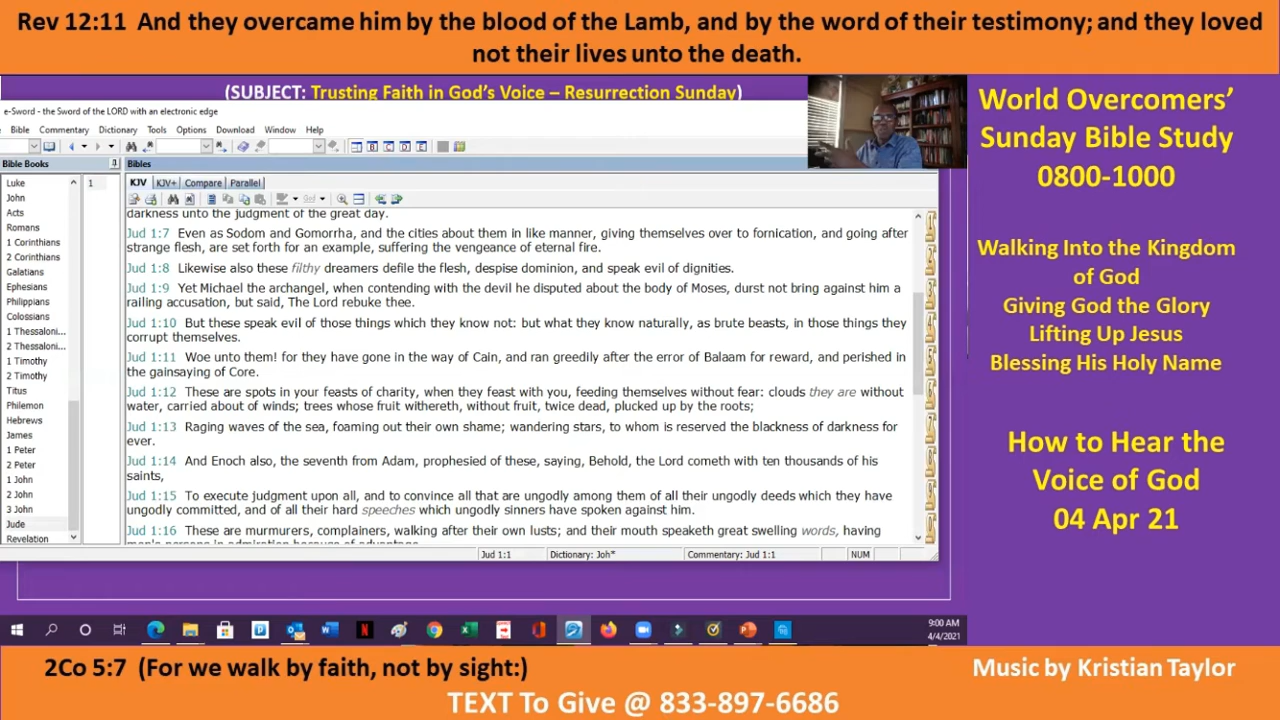 Rev 12:11 And they overcame him by the blood of the Lamb, and by the word of their testimony; and they loved
not their lives unto the death.
(SUBJECT: Trusting Faith in God's Voice – Resurrection Sunday)
e-Sword - the Sword of the LORD with an electronic edge
Bible Commentary Dictionary Tools Options Download Window Help
Bible Books
Luke
John
Acts
Romans
1 Corinthians
2 Corinthians
Galatians
Ephesians
Philippians
Colossians
1 Thessaloni...
2 Thessaloni...
1 Timothy
2 Timothy
Titus
Philemon
Hebrews
James
1 Peter
2 Peter
1 John
2 John
3 John
Jude
Revelation
1
Bibles
KJV KJV+ Compare Parallel
darkness unto the judgment of the great day.
Jud 1:7 Even as Sodom and Gomorrha, and the cities about them in like manner, giving themselves over to fornication, and going after
strange flesh, are set forth for an example, suffering the vengeance of eternal fire.
Jud 1:8 Likewise also these filthy dreamers defile the flesh, despise dominion, and speak evil of dignities.
Jud 1:9 Yet Michael the archangel, when contending with the devil he disputed about the body of Moses, durst not bring against him a
railing accusation, but said, The Lord rebuke thee.
Jud 1:10 But these speak evil of those things which they know not: but what they know naturally, as brute beasts, in those things they
corrupt themselves.
Jud 1:11 Woe unto them! for they have gone in the way of Cain, and ran greedily after the error of Balaam for reward, and perished in
the gainsaying of Core.
Jud 1:12 These are spots in your feasts of charity, when they feast with you, feeding themselves without fear: clouds they are without
water, carried about of winds; trees whose fruit withereth, without fruit, twice dead, plucked up by the roots;
Jud 1:13 Raging waves of the sea, foaming out their own shame; wandering stars, to whom is reserved the blackness of darkness for
ever.
Jud 1:14 And Enoch also, the seventh from Adam, prophesied of these, saying, Behold, the Lord cometh with ten thousands of his
saints,
Jud 1:15 To execute judgment upon all, and to convince all that are ungodly among them of all their ungodly deeds which they have
ungodly committed, and of all their hard speeches which ungodly sinners have spoken against him.
Jud 1:16 These are murmurers, complainers, walking after their own lusts; and their mouth speaketh great swelling words, having
Jud 1:1 Dictionary: Joh* Commentary: Jud 1:1 NUM
9:00 AM
4/4/2021
World Overcomers'
Sunday Bible Study
0800-1000
Walking Into the Kingdom
of God
Giving God the Glory
Lifting Up Jesus
Blessing His Holy Name
How to Hear the
Voice of God
04 Apr 21
2Co 5:7 (For we walk by faith, not by sight:)
Music by Kristian Taylor
TEXT To Give @ 833-897-6686